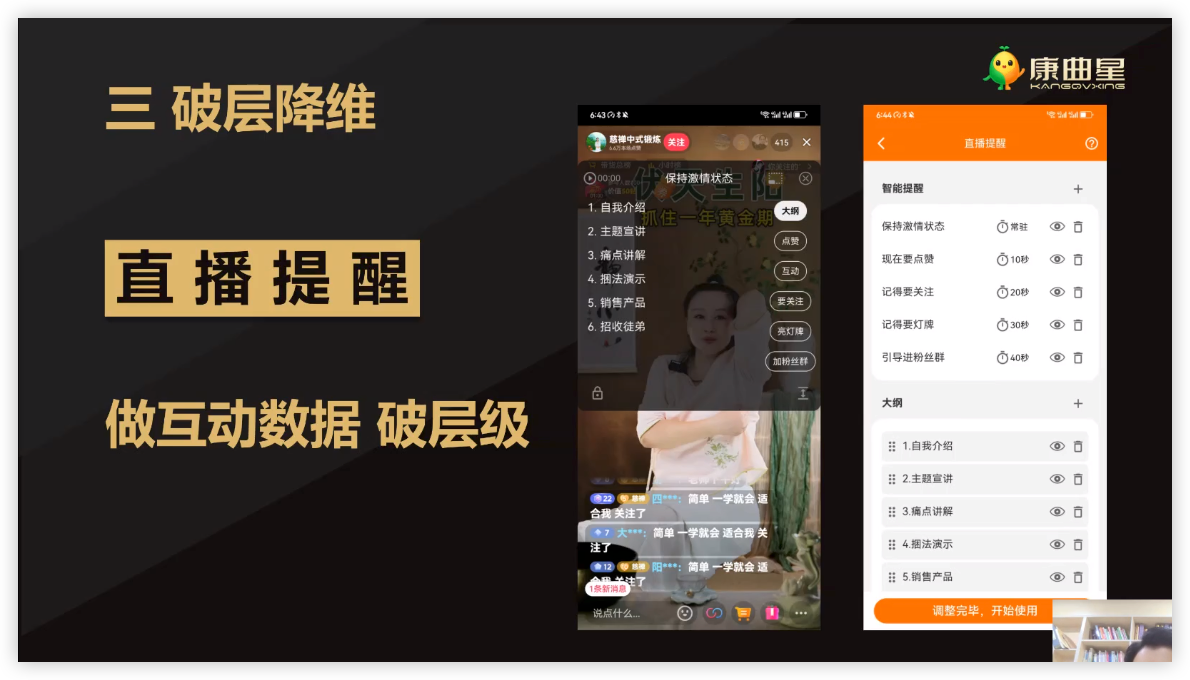 三 破层降维
直播提醒
做互动数据 破层级
康曲星
KANGQVXING
6:43
慈禅中式锻炼
关注
415
00:00
保持激情状态
伏天生阳
抓住一年黄金期
1. 自我介绍
2. 主题宣讲
3. 痛点讲解
4. 捆法演示
5. 销售产品
6. 招收徒弟
大纲
点赞
互动
要关注
亮灯牌
加粉丝群
22 四***：简单 一学就会 适
合我 关注了
7 大***：简单 一学就会 适合我 关
注了
12 阳***：简单 一学就会 适
合我 关注了
1条新消息
说点什么...
6:44
直播提醒
智能提醒
保持激情状态 常驻
现在要点赞 10秒
记得要关注 20秒
记得要灯牌 30秒
引导进粉丝群 40秒
大纲
1.自我介绍
2.主题宣讲
3.痛点讲解
4.捆法演示
5.销售产品
调整完毕，开始使用